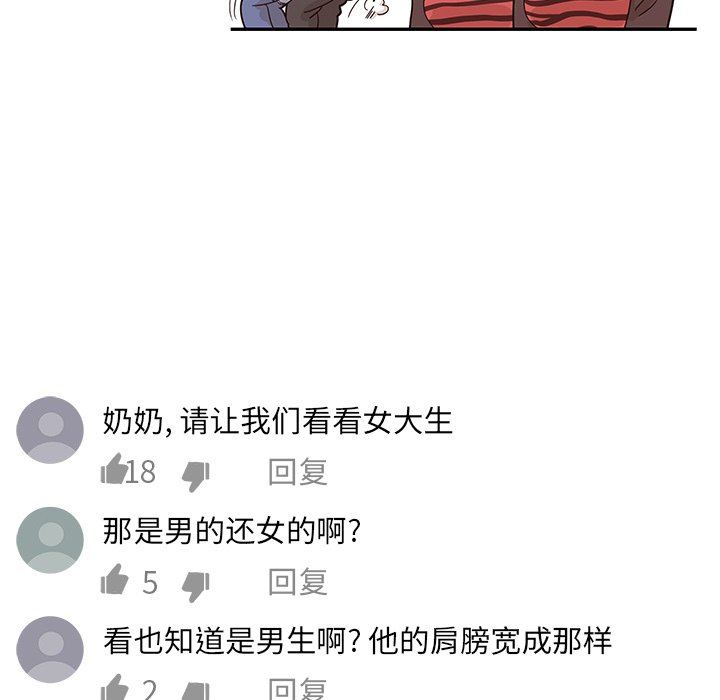 奶奶, 请让我们看看女大生
18 回复
那是男的还女的啊?
5 回复
看也知道是男生啊? 他的肩膀宽成那样
2 回复